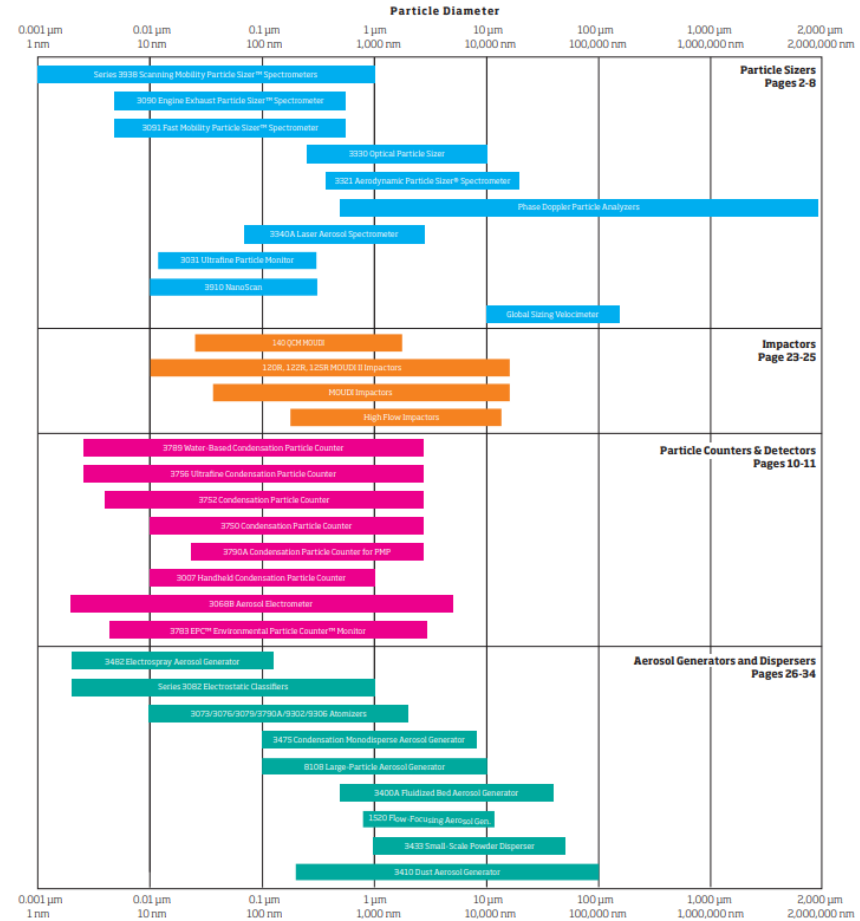 Particle Diameter
0.001 µm 0.01 µm 0.1 µm 1 µm 10 µm 100 µm 1,000 µm 2,000 µm
1 nm 10 nm 100 nm 1,000 nm 10,000 nm 100,000 nm 1,000,000 nm 2,000,000 nm
Particle Sizers
Pages 2-8
Series 3938 Scanning Mobility Particle Sizer™ Spectrometers
3090 Engine Exhaust Particle Sizer™ Spectrometer
3091 Fast Mobility Particle Sizer™ Spectrometer
3330 Optical Particle Sizer
3321 Aerodynamic Particle Sizer® Spectrometer
Phase Doppler Particle Analyzers
3340A Laser Aerosol Spectrometer
3031 Ultrafine Particle Monitor
3910 NanoScan
Global Sizing Velocimeter
Impactors
Page 23-25
140 QCM MOUDI
120R, 122R, 125R MOUDI II Impactors
MOUDI Impactors
High Flow Impactors
Particle Counters & Detectors
Pages 10-11
3789 Water-Based Condensation Particle Counter
3756 Ultrafine Condensation Particle Counter
3752 Condensation Particle Counter
3750 Condensation Particle Counter
3790A Condensation Particle Counter for PMP
3007 Handheld Condensation Particle Counter
3068B Aerosol Electrometer
3783 EPC™ Environmental Particle Counter™ Monitor
Aerosol Generators and Dispersers
Pages 26-34
3482 Electrospray Aerosol Generator
Series 3082 Electrostatic Classifiers
3073/3076/3079/3790A/9302/9306 Atomizers
3475 Condensation Monodisperse Aerosol Generator
8108 Large-Particle Aerosol Generator
3400A Fluidized Bed Aerosol Generator
1520 Flow-Focusing Aerosol Gen.
3433 Small-Scale Powder Disperser
3410 Dust Aerosol Generator
0.001 µm 0.01 µm 0.1 µm 1 µm 10 µm 100 µm 1,000 µm 2,000 µm
1 nm 10 nm 100 nm 1,000 nm 10,000 nm 100,000 nm 1,000,000 nm 2,000,000 nm